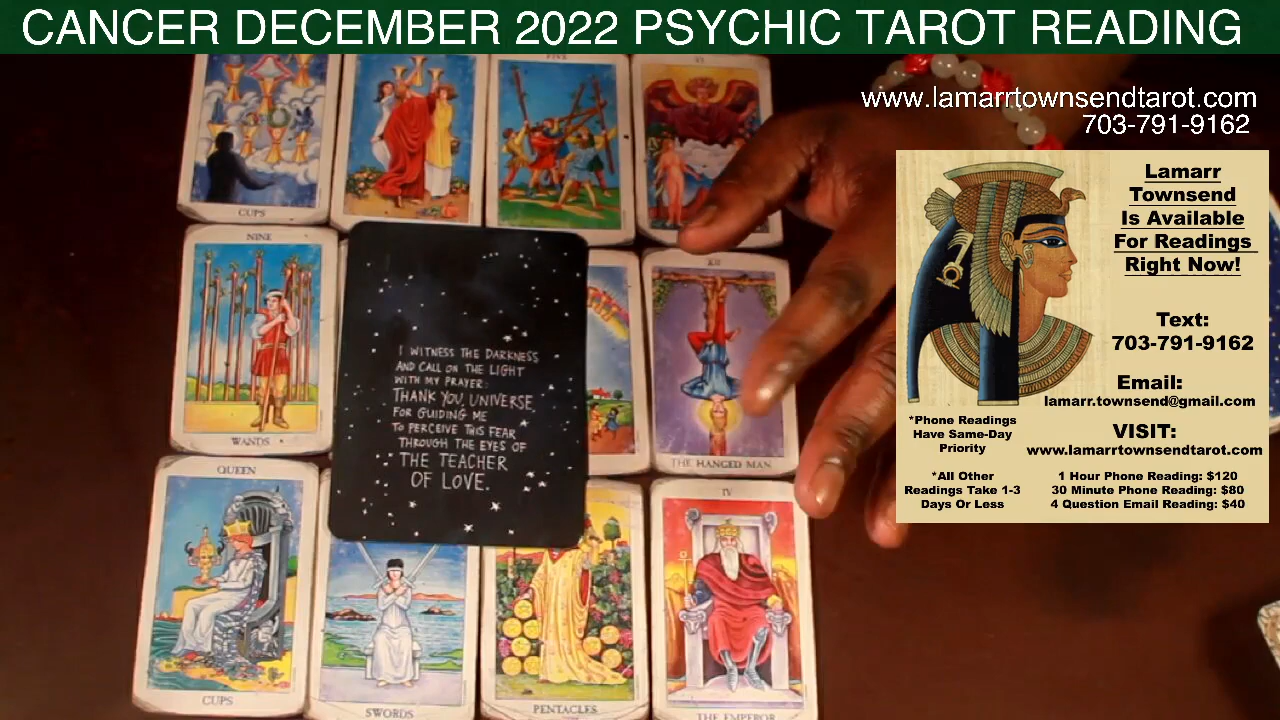 CANCER DECEMBER 2022 PSYCHIC TAROT READING
www.lamarrtownsendtarot.com
703-791-9162
FIVE
VI
CUPS
Lamarr
Townsend
Is Available
For Readings
Right Now!
Text:
703-791-9162
Email:
lamarr.townsend@gmail.com
VISIT:
www.lamarrtownsendtarot.com
*Phone Readings
Have Same-Day
Priority
*All Other
Readings Take 1-3
Days Or Less
1 Hour Phone Reading: $120
30 Minute Phone Reading: $80
4 Question Email Reading: $40
NINE
WANDS
I WITNESS THE DARKNESS
AND CALL ON THE LIGHT
WITH MY PRAYER:
THANK YOU, UNIVERSE,
FOR GUIDING ME
TO PERCEIVE THIS FEAR
THROUGH THE EYES OF
THE TEACHER
OF LOVE.
XII
THE HANGED MAN
QUEEN
CUPS
SWORDS
PENTACLES
IV
THE EMPEROR